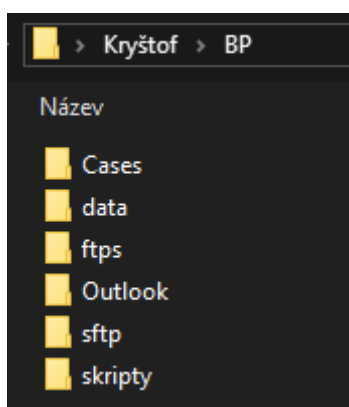 Kryštof > BP
Název
Cases
data
ftps
Outlook
sftp
skripty